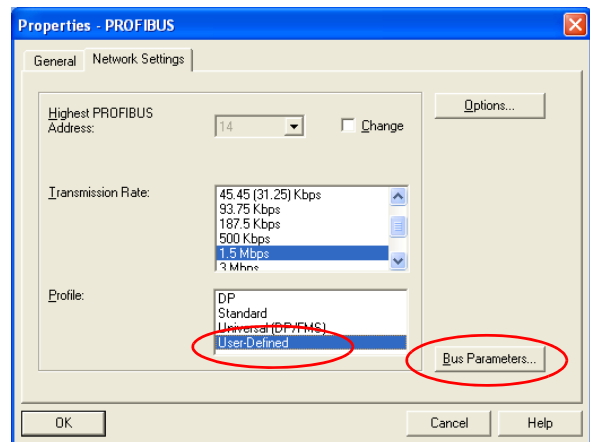 Properties - PROFIBUS
General Network Settings
Highest PROFIBUS
Address:
14
Change
Options...
Transmission Rate:
45.45 (31.25) Kbps
93.75 Kbps
187.5 Kbps
500 Kbps
1.5 Mbps
3 Mbps
Profile:
DP
Standard
Universal (DP/FMS)
User-Defined
Bus Parameters...
OK Cancel Help